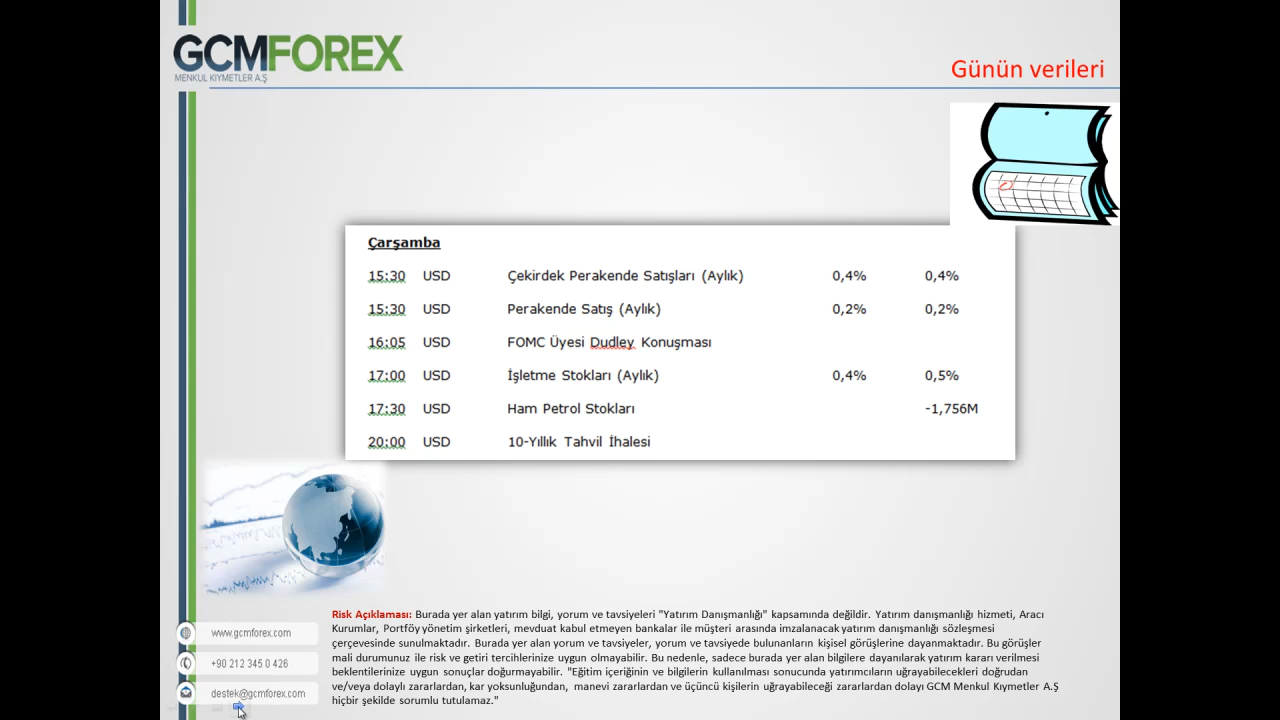 GCMFOREX
MENKUL KIYMETLER A.Ş
Günün verileri
Çarşamba
15:30 USD Çekirdek Perakende Satışları (Aylık) 0,4% 0,4%
15:30 USD Perakende Satış (Aylık) 0,2% 0,2%
16:05 USD FOMC Üyesi Dudley Konuşması
17:00 USD İşletme Stokları (Aylık) 0,4% 0,5%
17:30 USD Ham Petrol Stokları -1,756M
20:00 USD 10-Yıllık Tahvil İhalesi
Risk Açıklaması: Burada yer alan yatırım bilgi, yorum ve tavsiyeleri "Yatırım Danışmanlığı" kapsamında değildir. Yatırım danışmanlığı hizmeti, Aracı
Kurumlar, Portföy yönetim şirketleri, mevduat kabul etmeyen bankalar ile müşteri arasında imzalanacak yatırım danışmanlığı sözleşmesi
çerçevesinde sunulmaktadır. Burada yer alan yorum ve tavsiyeler, yorum ve tavsiyede bulunanların kişisel görüşlerine dayanmaktadır. Bu görüşler
mali durumunuz ile risk ve getiri tercihlerinize uygun olmayabilir. Bu nedenle, sadece burada yer alan bilgilere dayanılarak yatırım kararı verilmesi
beklentilerinize uygun sonuçlar doğurmayabilir. "Eğitim içeriğinin ve bilgilerin kullanılması sonucunda yatırımcıların uğrayabilecekleri doğrudan
ve/veya dolaylı zararlardan, kar yoksunluğundan, manevi zararlardan ve üçüncü kişilerin uğrayabileceği zararlardan dolayı GCM Menkul Kıymetler A.Ş
hiçbir şekilde sorumlu tutulamaz."
www.gcmforex.com
+90 212 345 0 426
destek@gcmforex.com